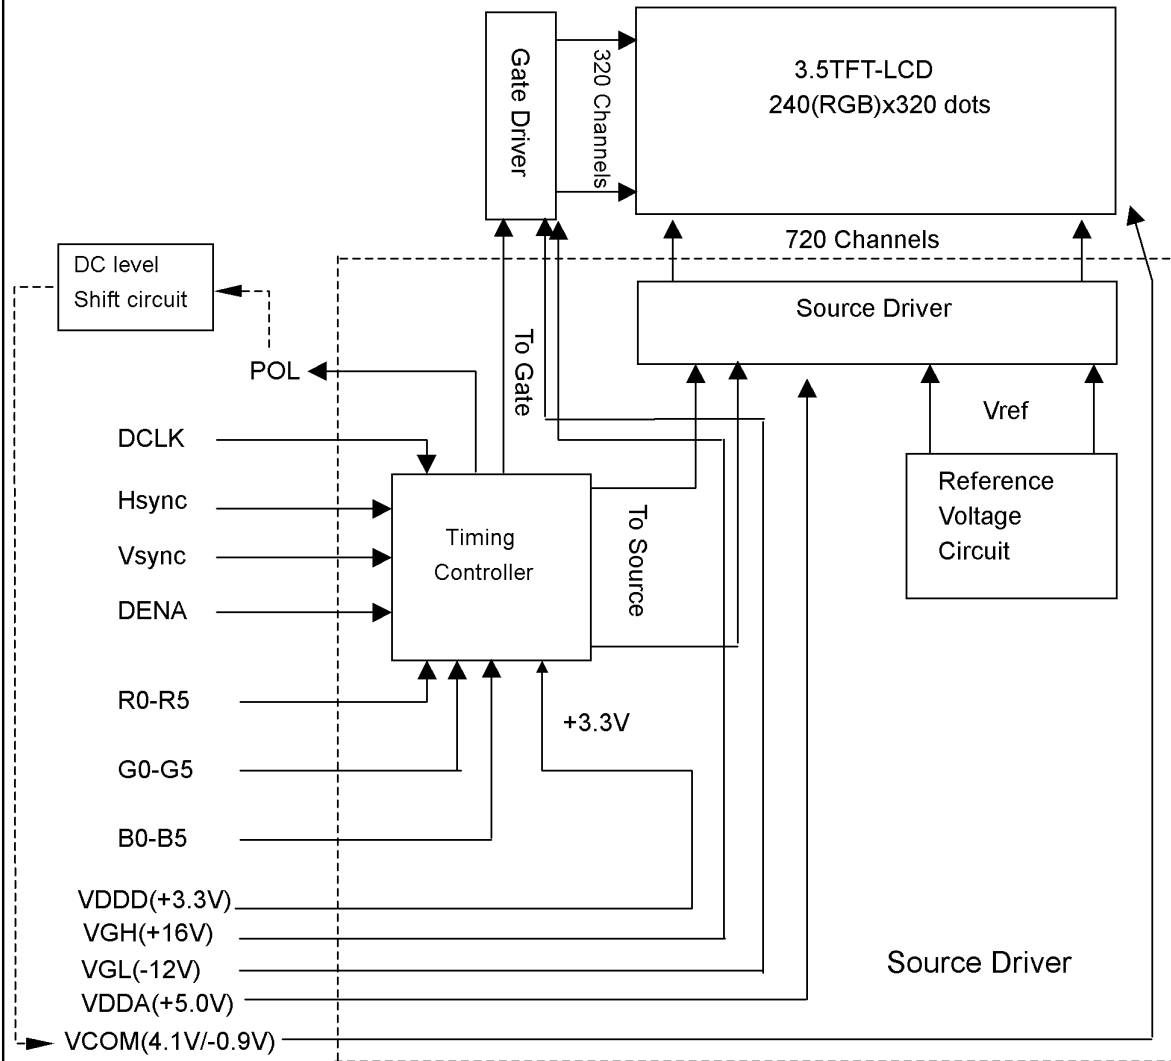 3.5TFT-LCD
240(RGB)x320 dots
Gate Driver
320 Channels
720 Channels
DC level
Shift circuit
Source Driver
To Gate
POL
Vref
DCLK
Reference
Voltage
Circuit
Hsync
Timing
Controller
To Source
Vsync
DENA
R0-R5
+3.3V
G0-G5
B0-B5
VDDD(+3.3V)
VGH(+16V)
VGL(-12V)
Source Driver
VDDA(+5.0V)
VCOM(4.1V/-0.9V)